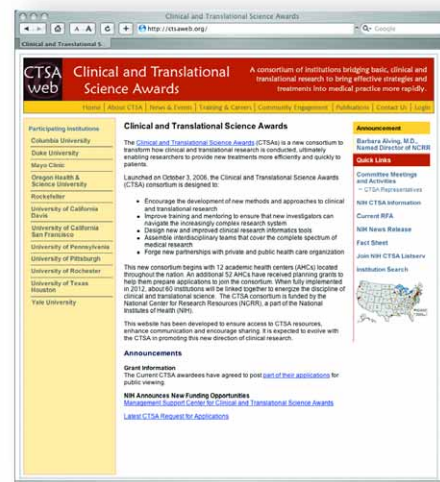 Clinical and Translational Science Awards
A A
http://ctsaweb.org/
Q- Google
Clinical and Translational S...
CTSA
web
Clinical and Translational
Science Awards
A consortium of institutions bridging basic, clinical and
translational research to bring effective strategies and
treatments into medical practice more rapidly
Home | About CTSA | News & Events | Training & Careers | Community Engagement | Publications | Contact Us | Login
Participating Institutions
Columbia University
Duke University
Mayo Clinic
Oregon Health &
Science University
Rockefeller
University of California
Davis
University of California
San Francisco
University of Pennsylvania
University of Pittsburgh
University of Rochester
University of Texas
Houston
Yale University
Clinical and Translational Science Awards
The Clinical and Translational Science Awards (CTSAs) is a new consortium to
transform how clinical and translational research is conducted, ultimately
enabling researchers to provide new treatments more efficiently and quickly to
patients.
Launched on October 3, 2006, the Clinical and Translational Science Awards
(CTSA) consortium is designed to:
• Encourage the development of new methods and approaches to clinical
and translational research
• Improve training and mentoring to ensure that new investigators can
navigate the increasingly complex research system
• Design new and improved clinical research informatics tools
• Assemble interdisciplinary teams that cover the complete spectrum of
medical research
• Forge new partnerships with private and public health care organization
This new consortium begins with 12 academic health centers (AHCs) located
throughout the nation. An additional 52 AHCs have received planning grants to
help them prepare applications to join the consortium. When fully implemented
in 2012, about 60 institutions will be linked together to energize the discipline of
clinical and translational science. The CTSA consortium is funded by the
National Center for Research Resources (NCRR), a part of the National
Institutes of Health (NIH).
This website has been developed to ensure access to CTSA resources,
enhance communication and encourage sharing. It is expected to evolve with
the CTSA in promoting this new direction of clinical research.
Announcements
Grant Information
The Current CTSA awardees have agreed to post part of their applications for
public viewing.
NIH Announces New Funding Opportunities
Management Support Center for Clinical and Translational Science Awards
Latest CTSA Request for Applications
Announcement
Barbara Alving, M.D.,
Named Director of NCRR
Quick Links
Committee Meetings
and Activities
~ CTSA Representatives
NIH CTSA Information
Current RFA
NIH News Release
Fact Sheet
Join NIH CTSA Listserv
Institution Search